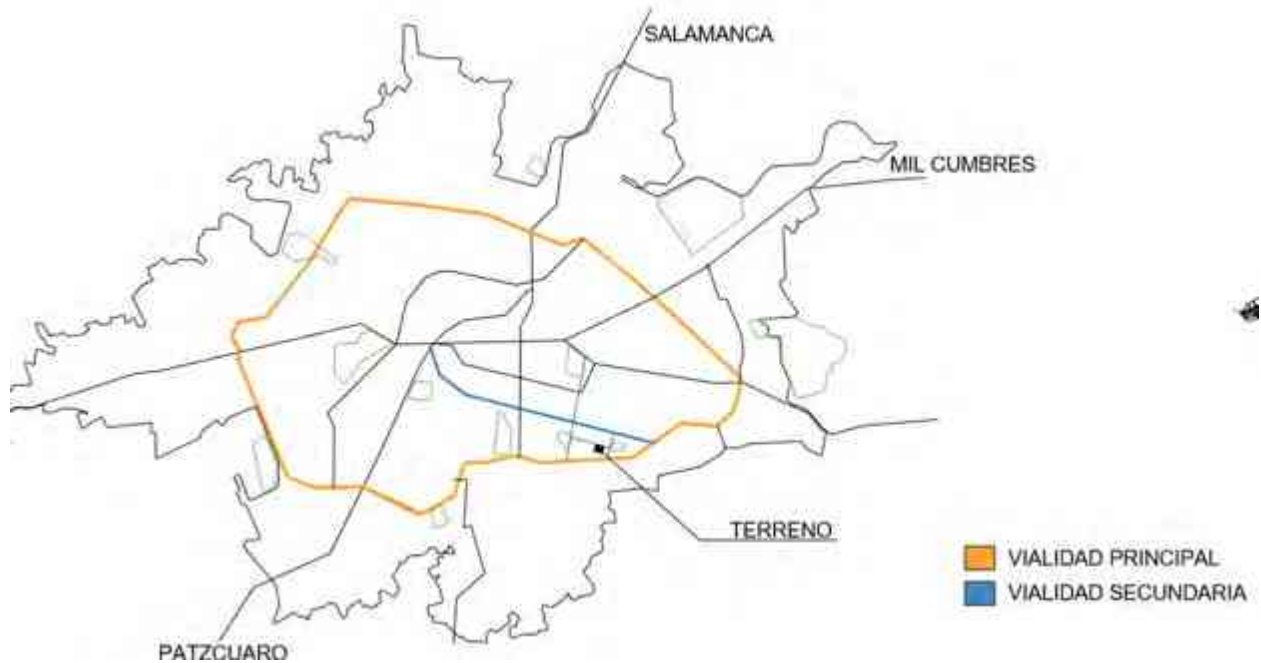 SALAMANCA
MIL CUMBRES
TERRENO
VIALIDAD PRINCIPAL
VIALIDAD SECUNDARIA
PATZCUARO